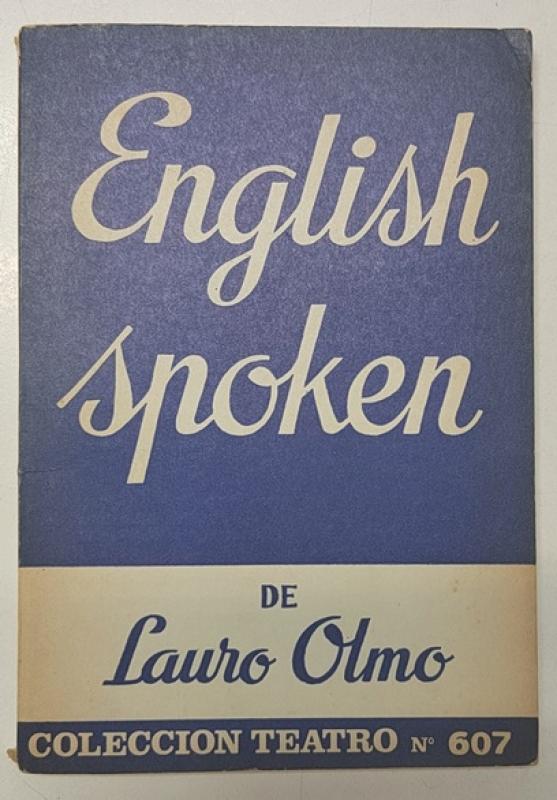 English
spoken
DE
Lauro Olmo
COLECCION TEATRO Nº 607